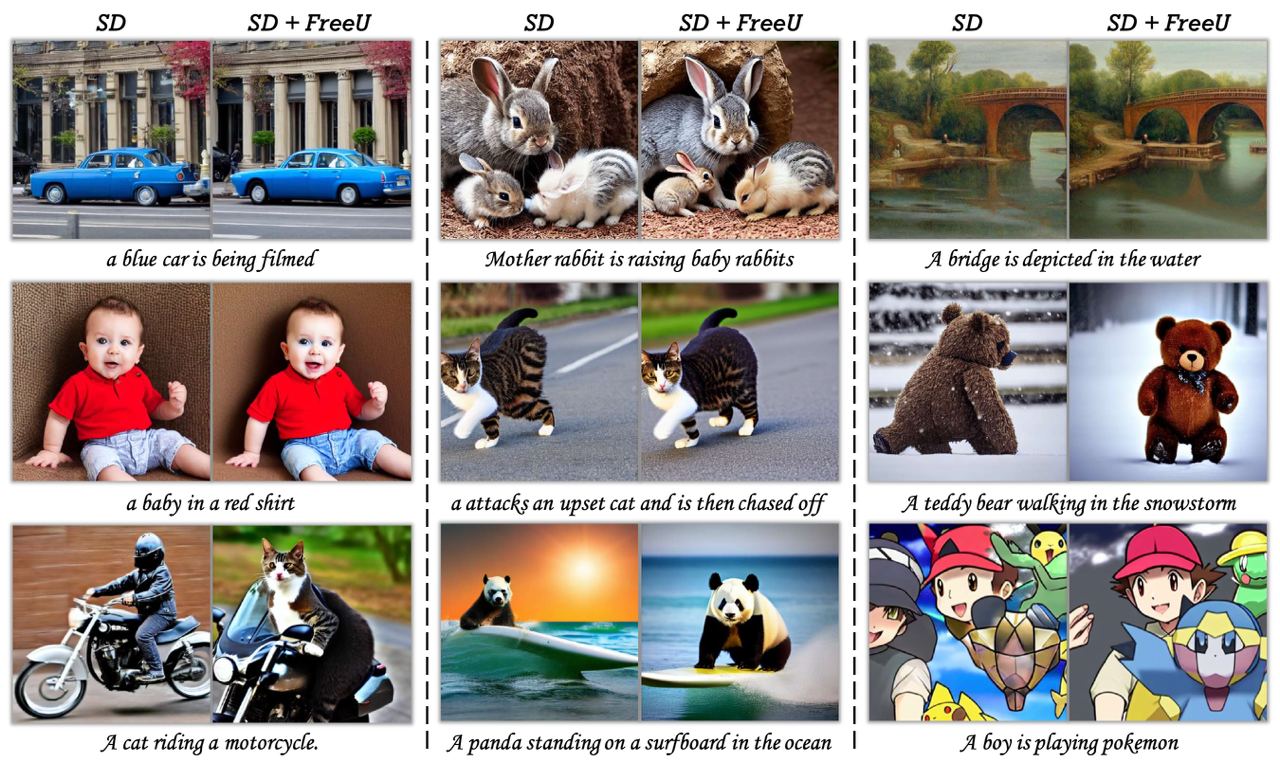 SD SD + FreeU SD SD + FreeU SD SD + FreeU
a blue car is being filmed Mother rabbit is raising baby rabbits A bridge is depicted in the water
a baby in a red shirt a attacks an upset cat and is then chased off A teddy bear walking in the snowstorm
A cat riding a motorcycle. A panda standing on a surfboard in the ocean A boy is playing pokemon